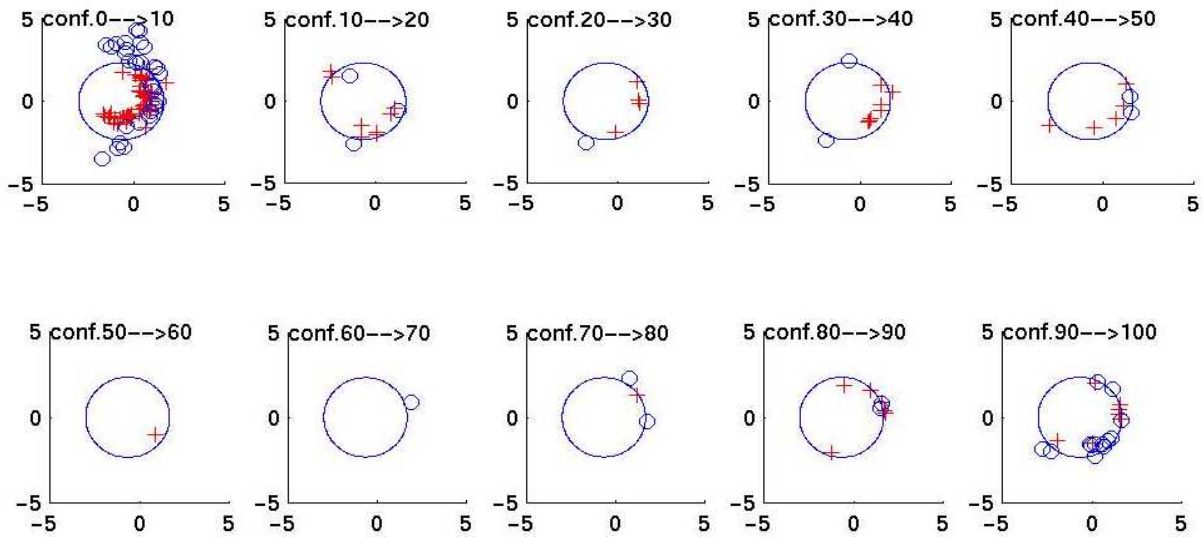 5 conf.0-->10
0
-5
-5 0 5
5 conf.10-->20
0
-5
-5 0 5
5 conf.20-->30
0
-5
-5 0 5
5 conf.30-->40
0
-5
-5 0 5
5 conf.40-->50
0
-5
-5 0 5
5 conf.50-->60
0
-5
-5 0 5
5 conf.60-->70
0
-5
-5 0 5
5 conf.70-->80
0
-5
-5 0 5
5 conf.80-->90
0
-5
-5 0 5
5 conf.90-->100
0
-5
-5 0 5